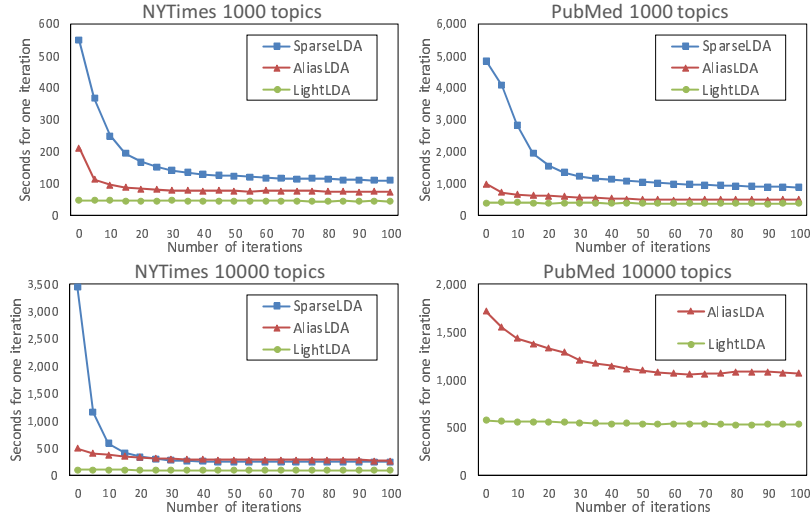 NYTimes 1000 topics
Seconds for one iteration
600
500
400
300
200
100
0
SparseLDA
AliasLDA
LightLDA
0 10 20 30 40 50 60 70 80 90 100
Number of iterations
PubMed 1000 topics
Seconds for one iteration
6,000
5,000
4,000
3,000
2,000
1,000
0
SparseLDA
AliasLDA
LightLDA
0 10 20 30 40 50 60 70 80 90 100
Number of iterations
NYTimes 10000 topics
Seconds for one iteration
3,500
3,000
2,500
2,000
1,500
1,000
500
0
SparseLDA
AliasLDA
LightLDA
0 10 20 30 40 50 60 70 80 90 100
Number of iterations
PubMed 10000 topics
Seconds for one iteration
2,000
1,500
1,000
500
0
AliasLDA
LightLDA
0 10 20 30 40 50 60 70 80 90 100
Number of iterations